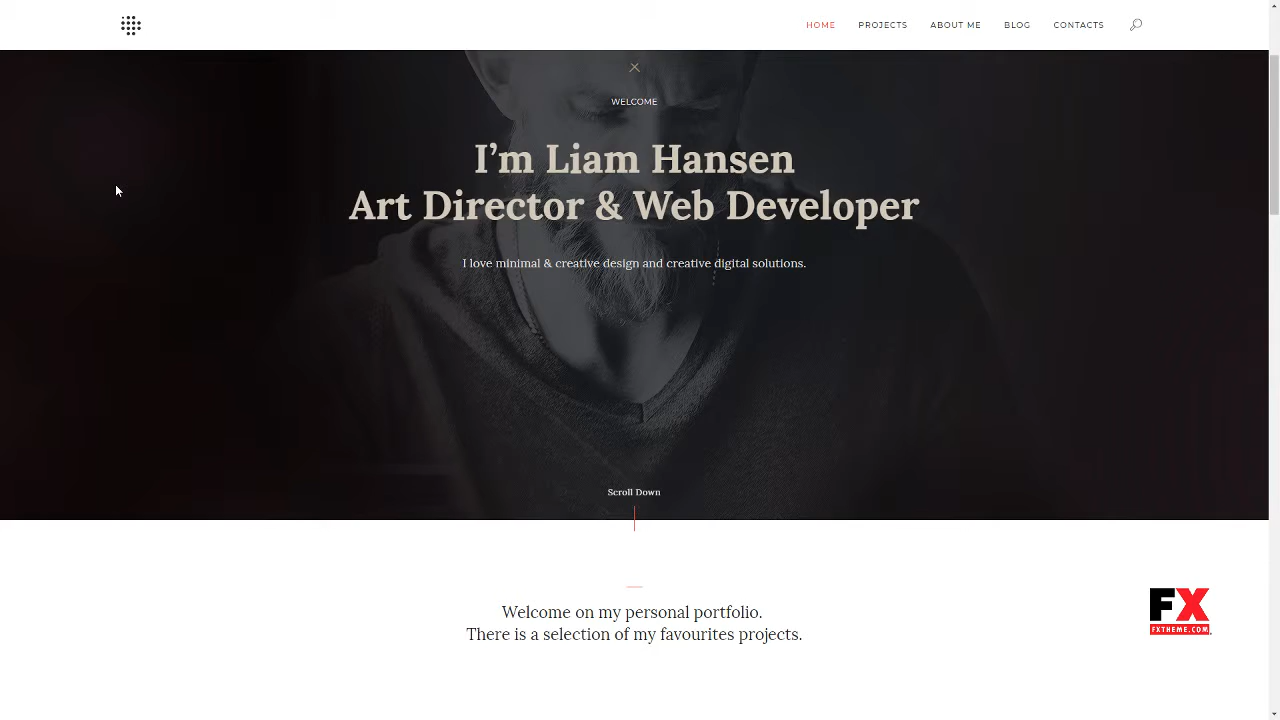 HOME PROJECTS ABOUT ME BLOG CONTACTS
WELCOME
I’m Liam Hansen
Art Director & Web Developer
I love minimal & creative design and creative digital solutions.
Scroll Down
Welcome on my personal portfolio.
There is a selection of my favourites projects.
FX
FXTHEME.COM